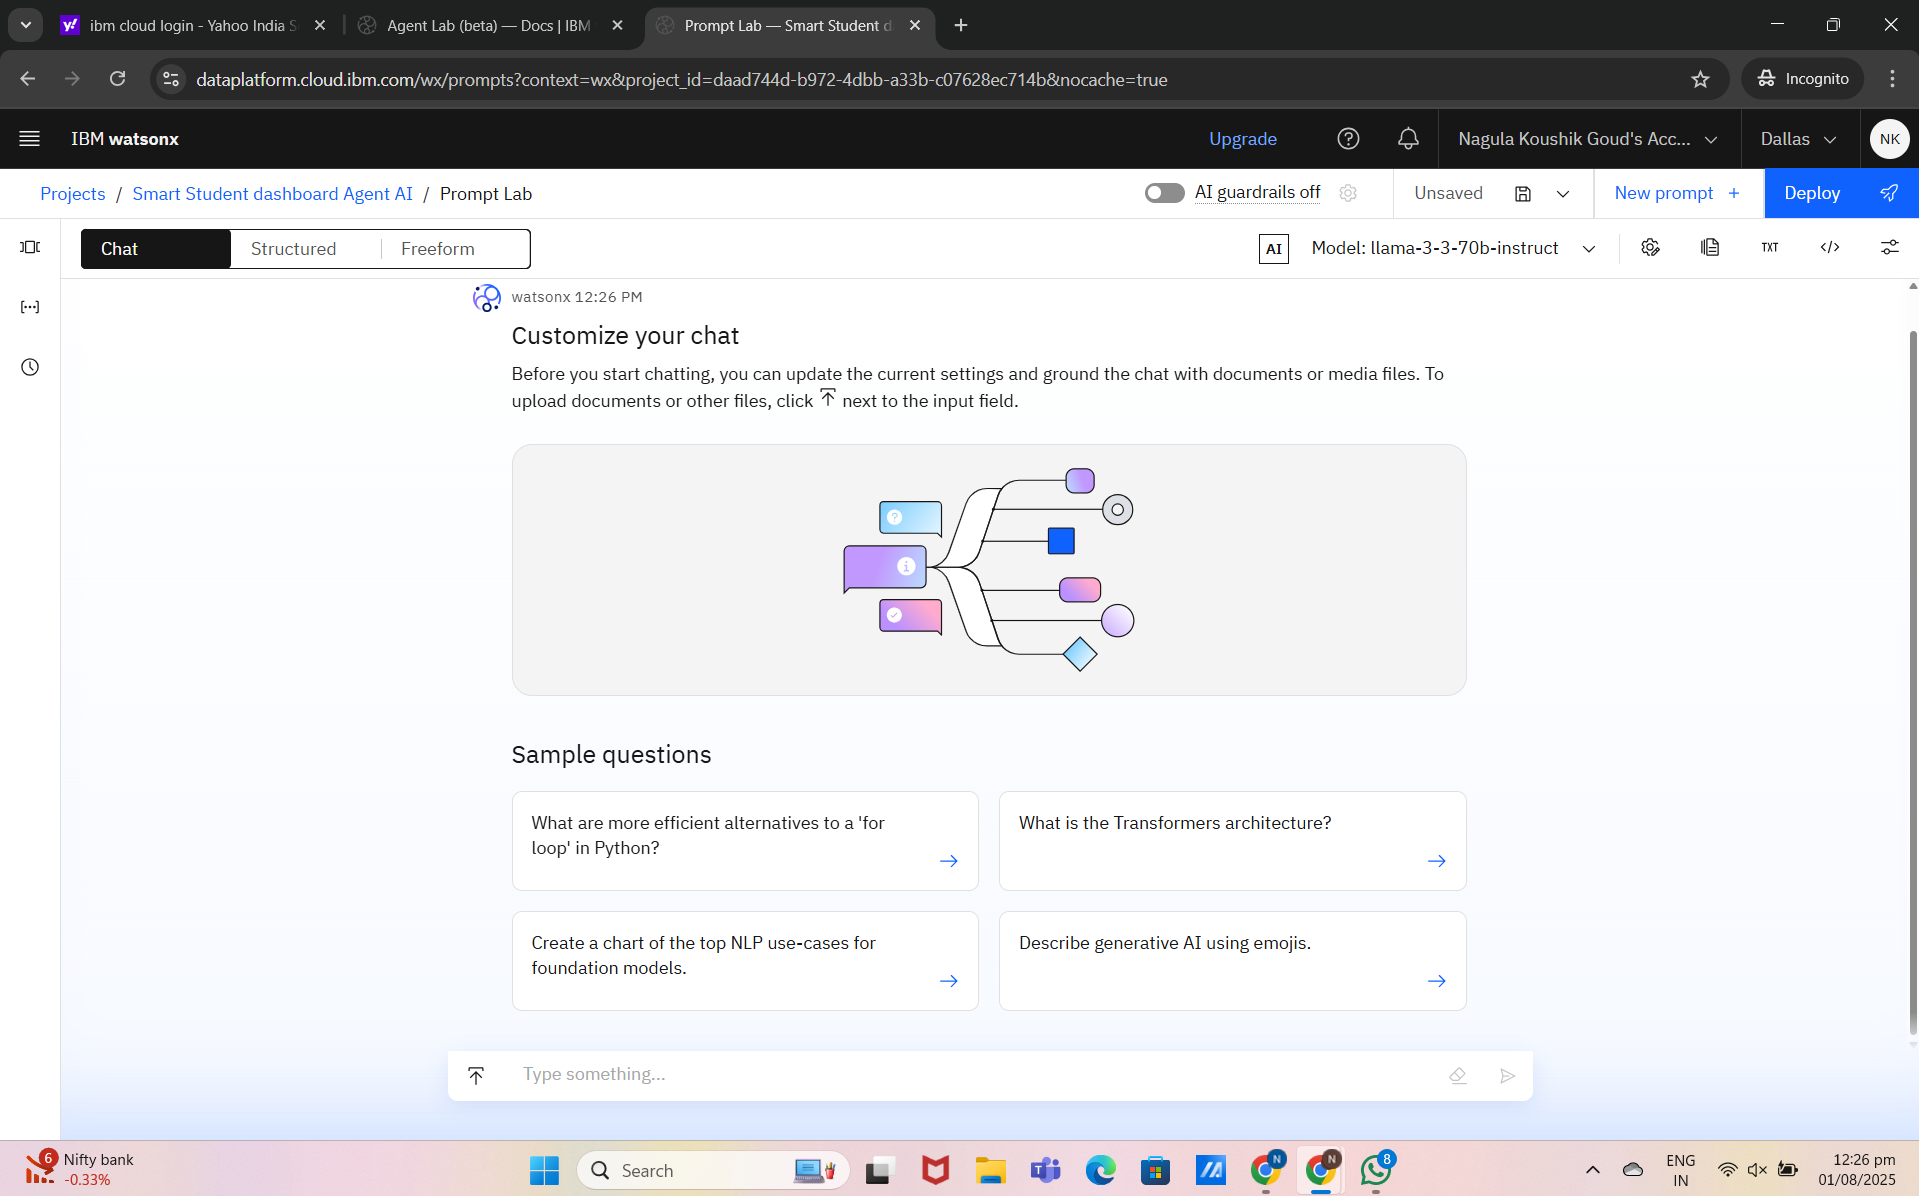 ibm cloud login - Yahoo India S
Agent Lab (beta) — Docs | IBM
Prompt Lab — Smart Student d
dataplatform.cloud.ibm.com/wx/prompts?context=wx&project_id=daad744d-b972-4dbb-a33b-c07628ec714b&nocache=true
Incognito
IBM watsonx
Upgrade
Nagula Koushik Goud's Acc...
Dallas
NK
Projects / Smart Student dashboard Agent AI / Prompt Lab
AI guardrails off
Unsaved
New prompt +
Deploy
Chat
Structured
Freeform
AI
Model: llama-3-3-70b-instruct
TXT
watsonx 12:26 PM
Customize your chat
Before you start chatting, you can update the current settings and ground the chat with documents or media files. To
upload documents or other files, click next to the input field.
Sample questions
What are more efficient alternatives to a 'for
loop' in Python?
What is the Transformers architecture?
Create a chart of the top NLP use-cases for
foundation models.
Describe generative AI using emojis.
Type something...
6
Nifty bank
-0.33%
Search
N
N
8
ENG
IN
12:26 pm
01/08/2025